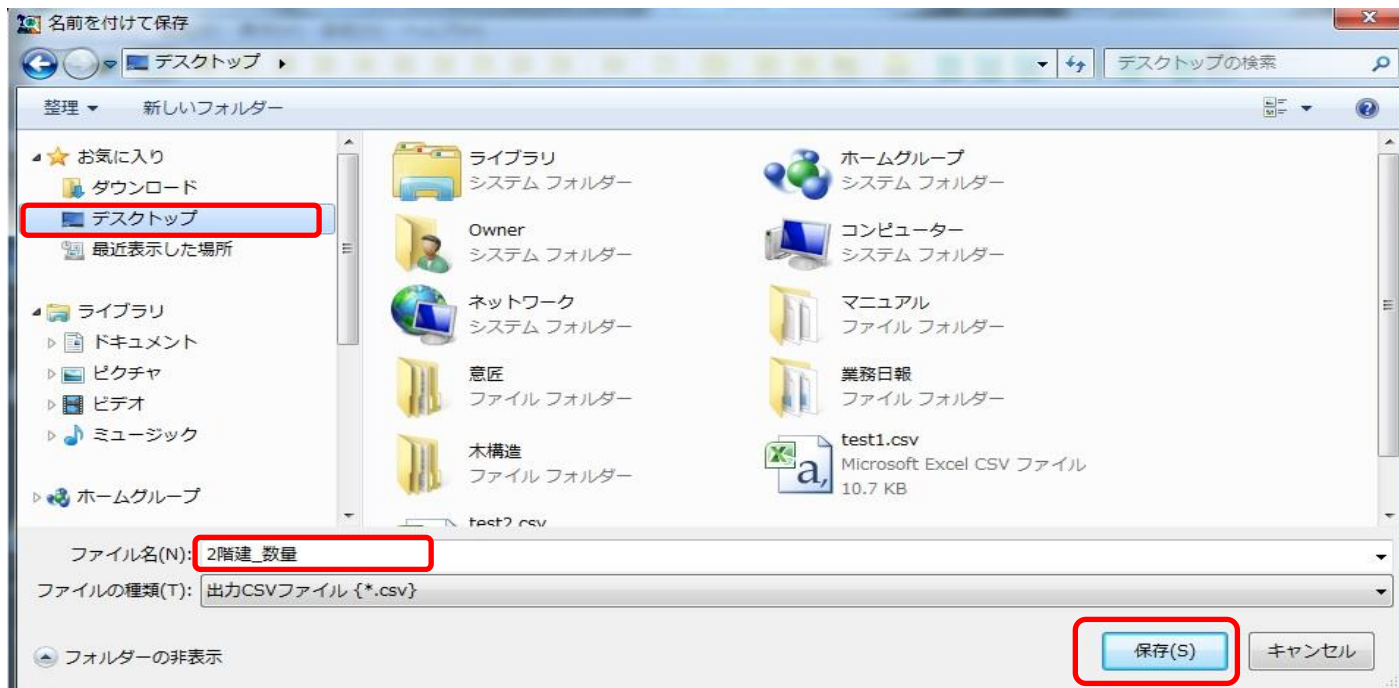 名前を付けて保存
デスクトップ
デスクトップの検索
整理
新しいフォルダー
お気に入り
ダウンロード
デスクトップ
最近表示した場所
ライブラリ
ドキュメント
ピクチャ
ビデオ
ミュージック
ホームグループ
ライブラリ
システム フォルダー
ホームグループ
システム フォルダー
Owner
システム フォルダー
コンピューター
システム フォルダー
ネットワーク
システム フォルダー
マニュアル
ファイル フォルダー
意匠
ファイル フォルダー
業務日報
ファイル フォルダー
木構造
ファイル フォルダー
test1.csv
Microsoft Excel CSV ファイル
10.7 KB
test2.csv
ファイル名(N): 2階建_数量
ファイルの種類(T): 出力CSVファイル {*.csv}
フォルダーの非表示
保存(S)
キャンセル